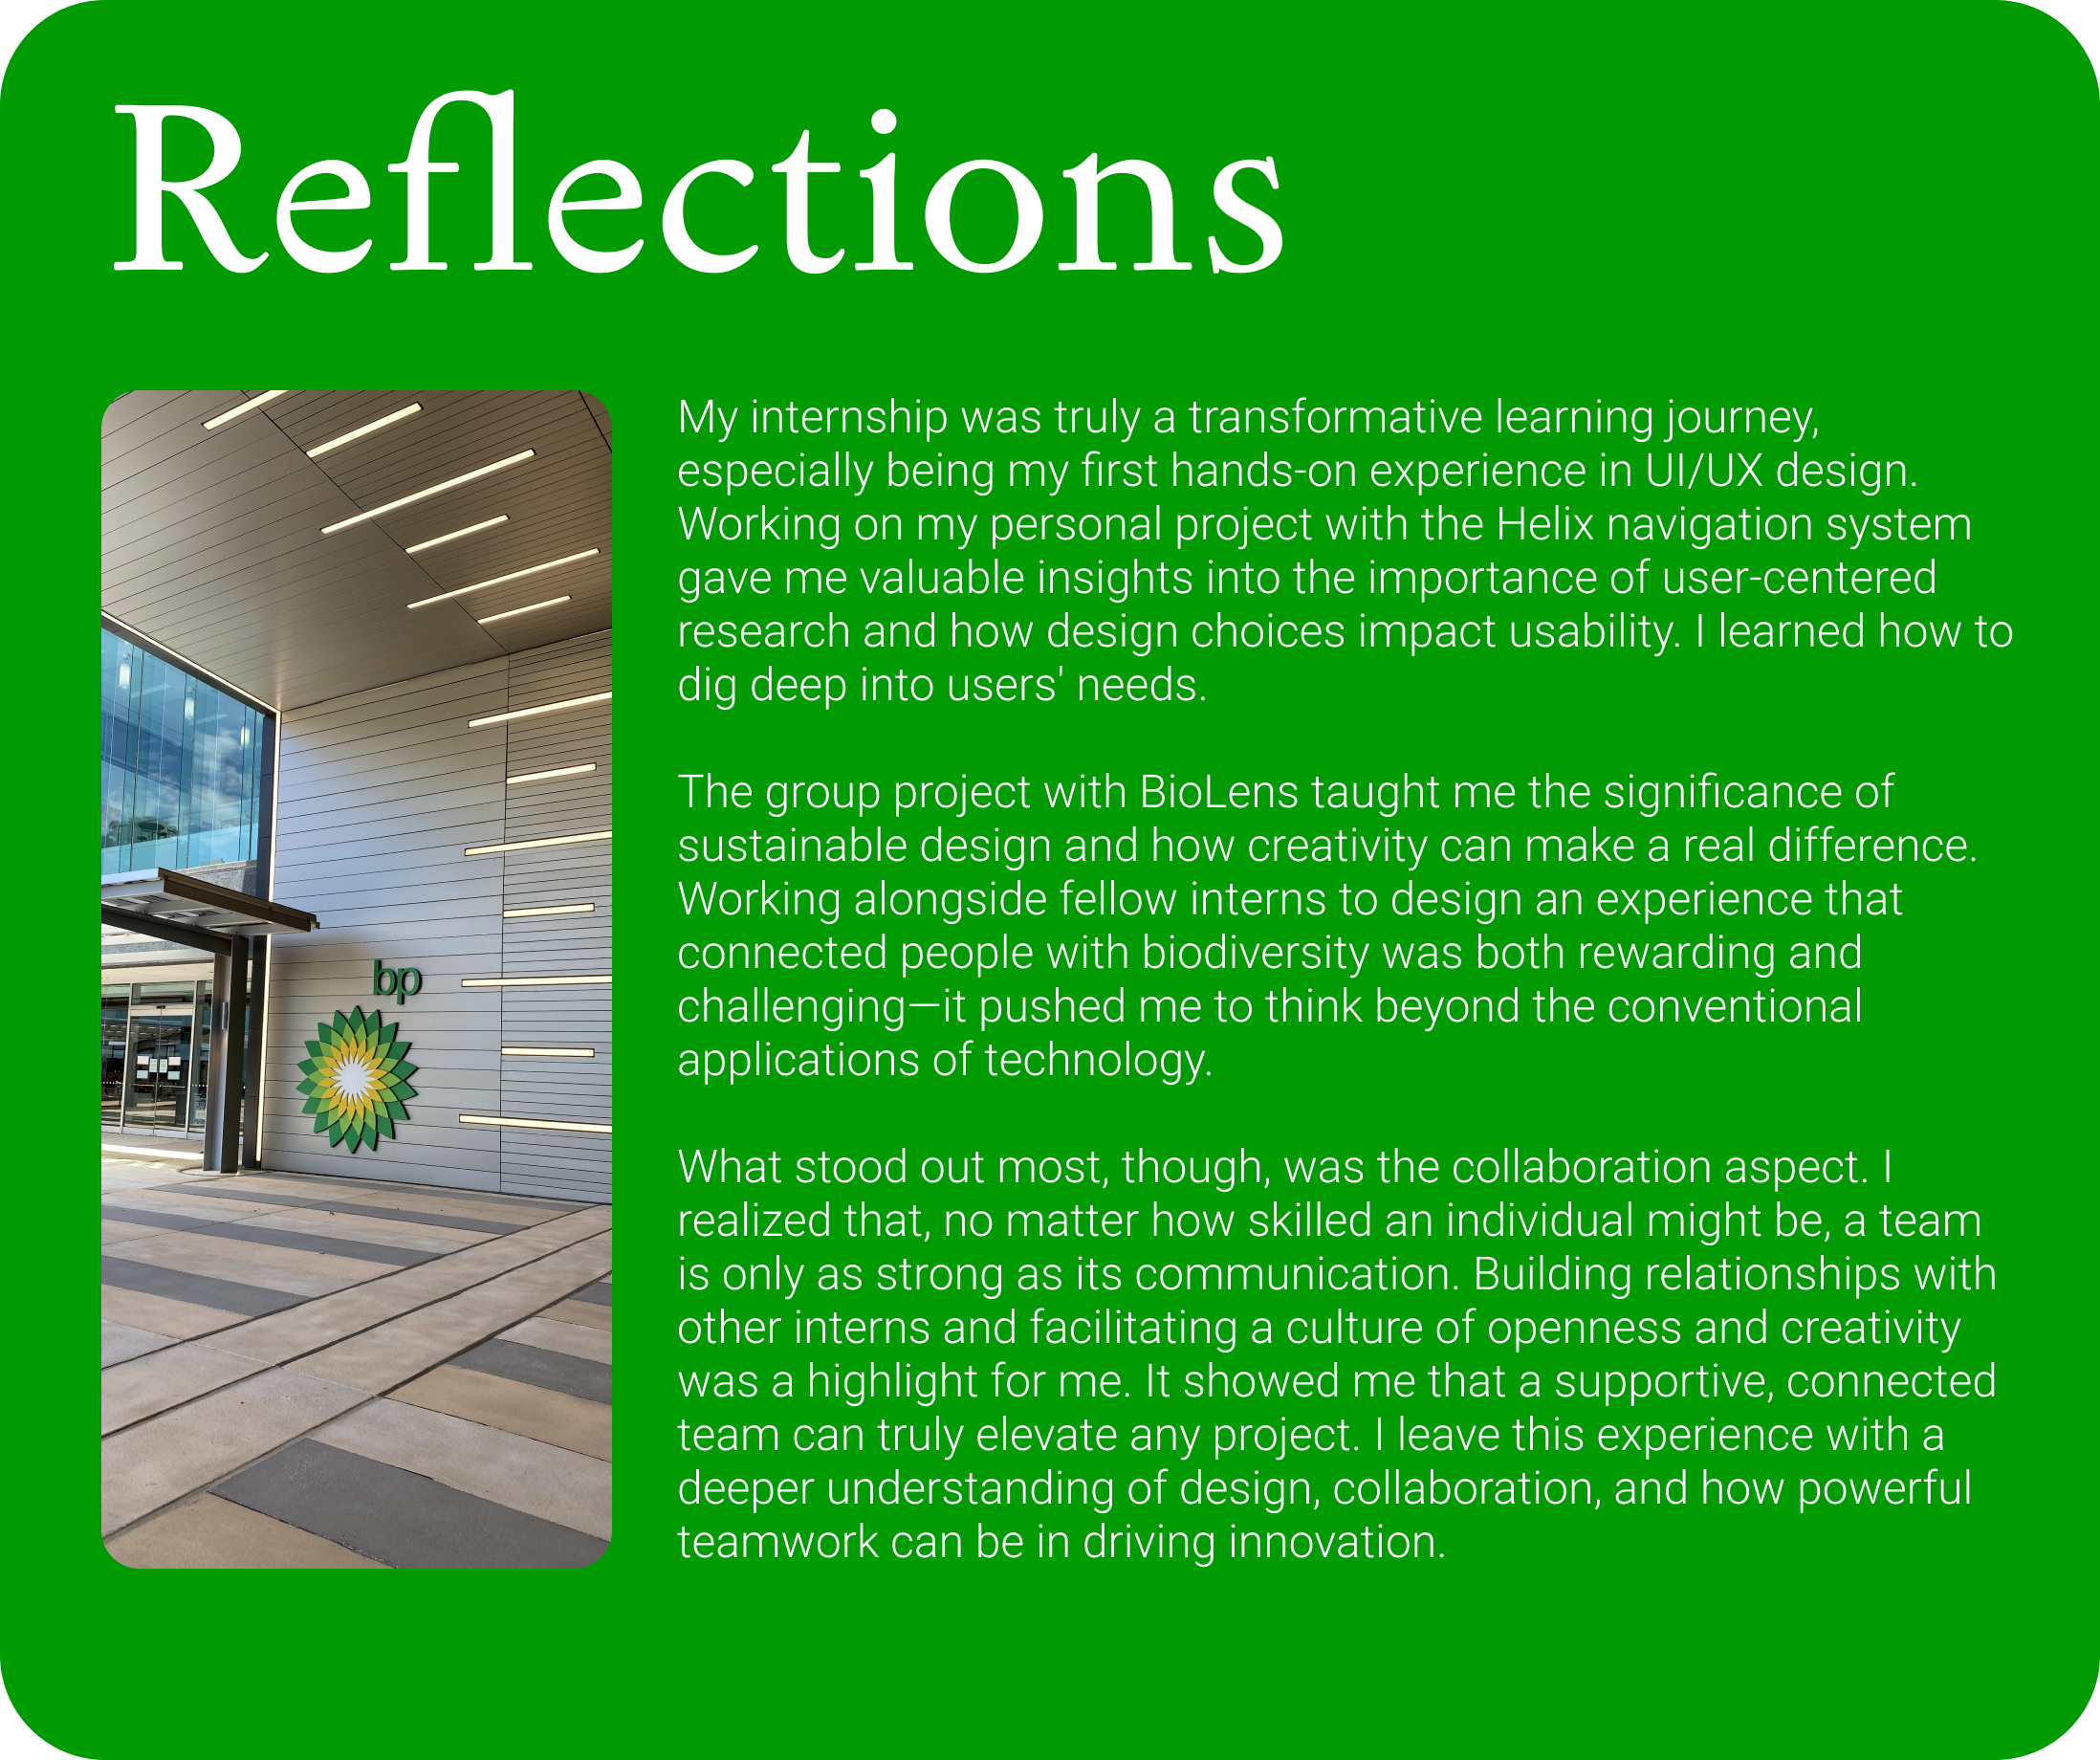 Reflections
bp
My internship was truly a transformative learning journey,
especially being my first hands-on experience in UI/UX design.
Working on my personal project with the Helix navigation system
gave me valuable insights into the importance of user-centered
research and how design choices impact usability. I learned how to
dig deep into users' needs.
The group project with BioLens taught me the significance of
sustainable design and how creativity can make a real difference.
Working alongside fellow interns to design an experience that
connected people with biodiversity was both rewarding and
challenging—it pushed me to think beyond the conventional
applications of technology.
What stood out most, though, was the collaboration aspect. I
realized that, no matter how skilled an individual might be, a team
is only as strong as its communication. Building relationships with
other interns and facilitating a culture of openness and creativity
was a highlight for me. It showed me that a supportive, connected
team can truly elevate any project. I leave this experience with a
deeper understanding of design, collaboration, and how powerful
teamwork can be in driving innovation.